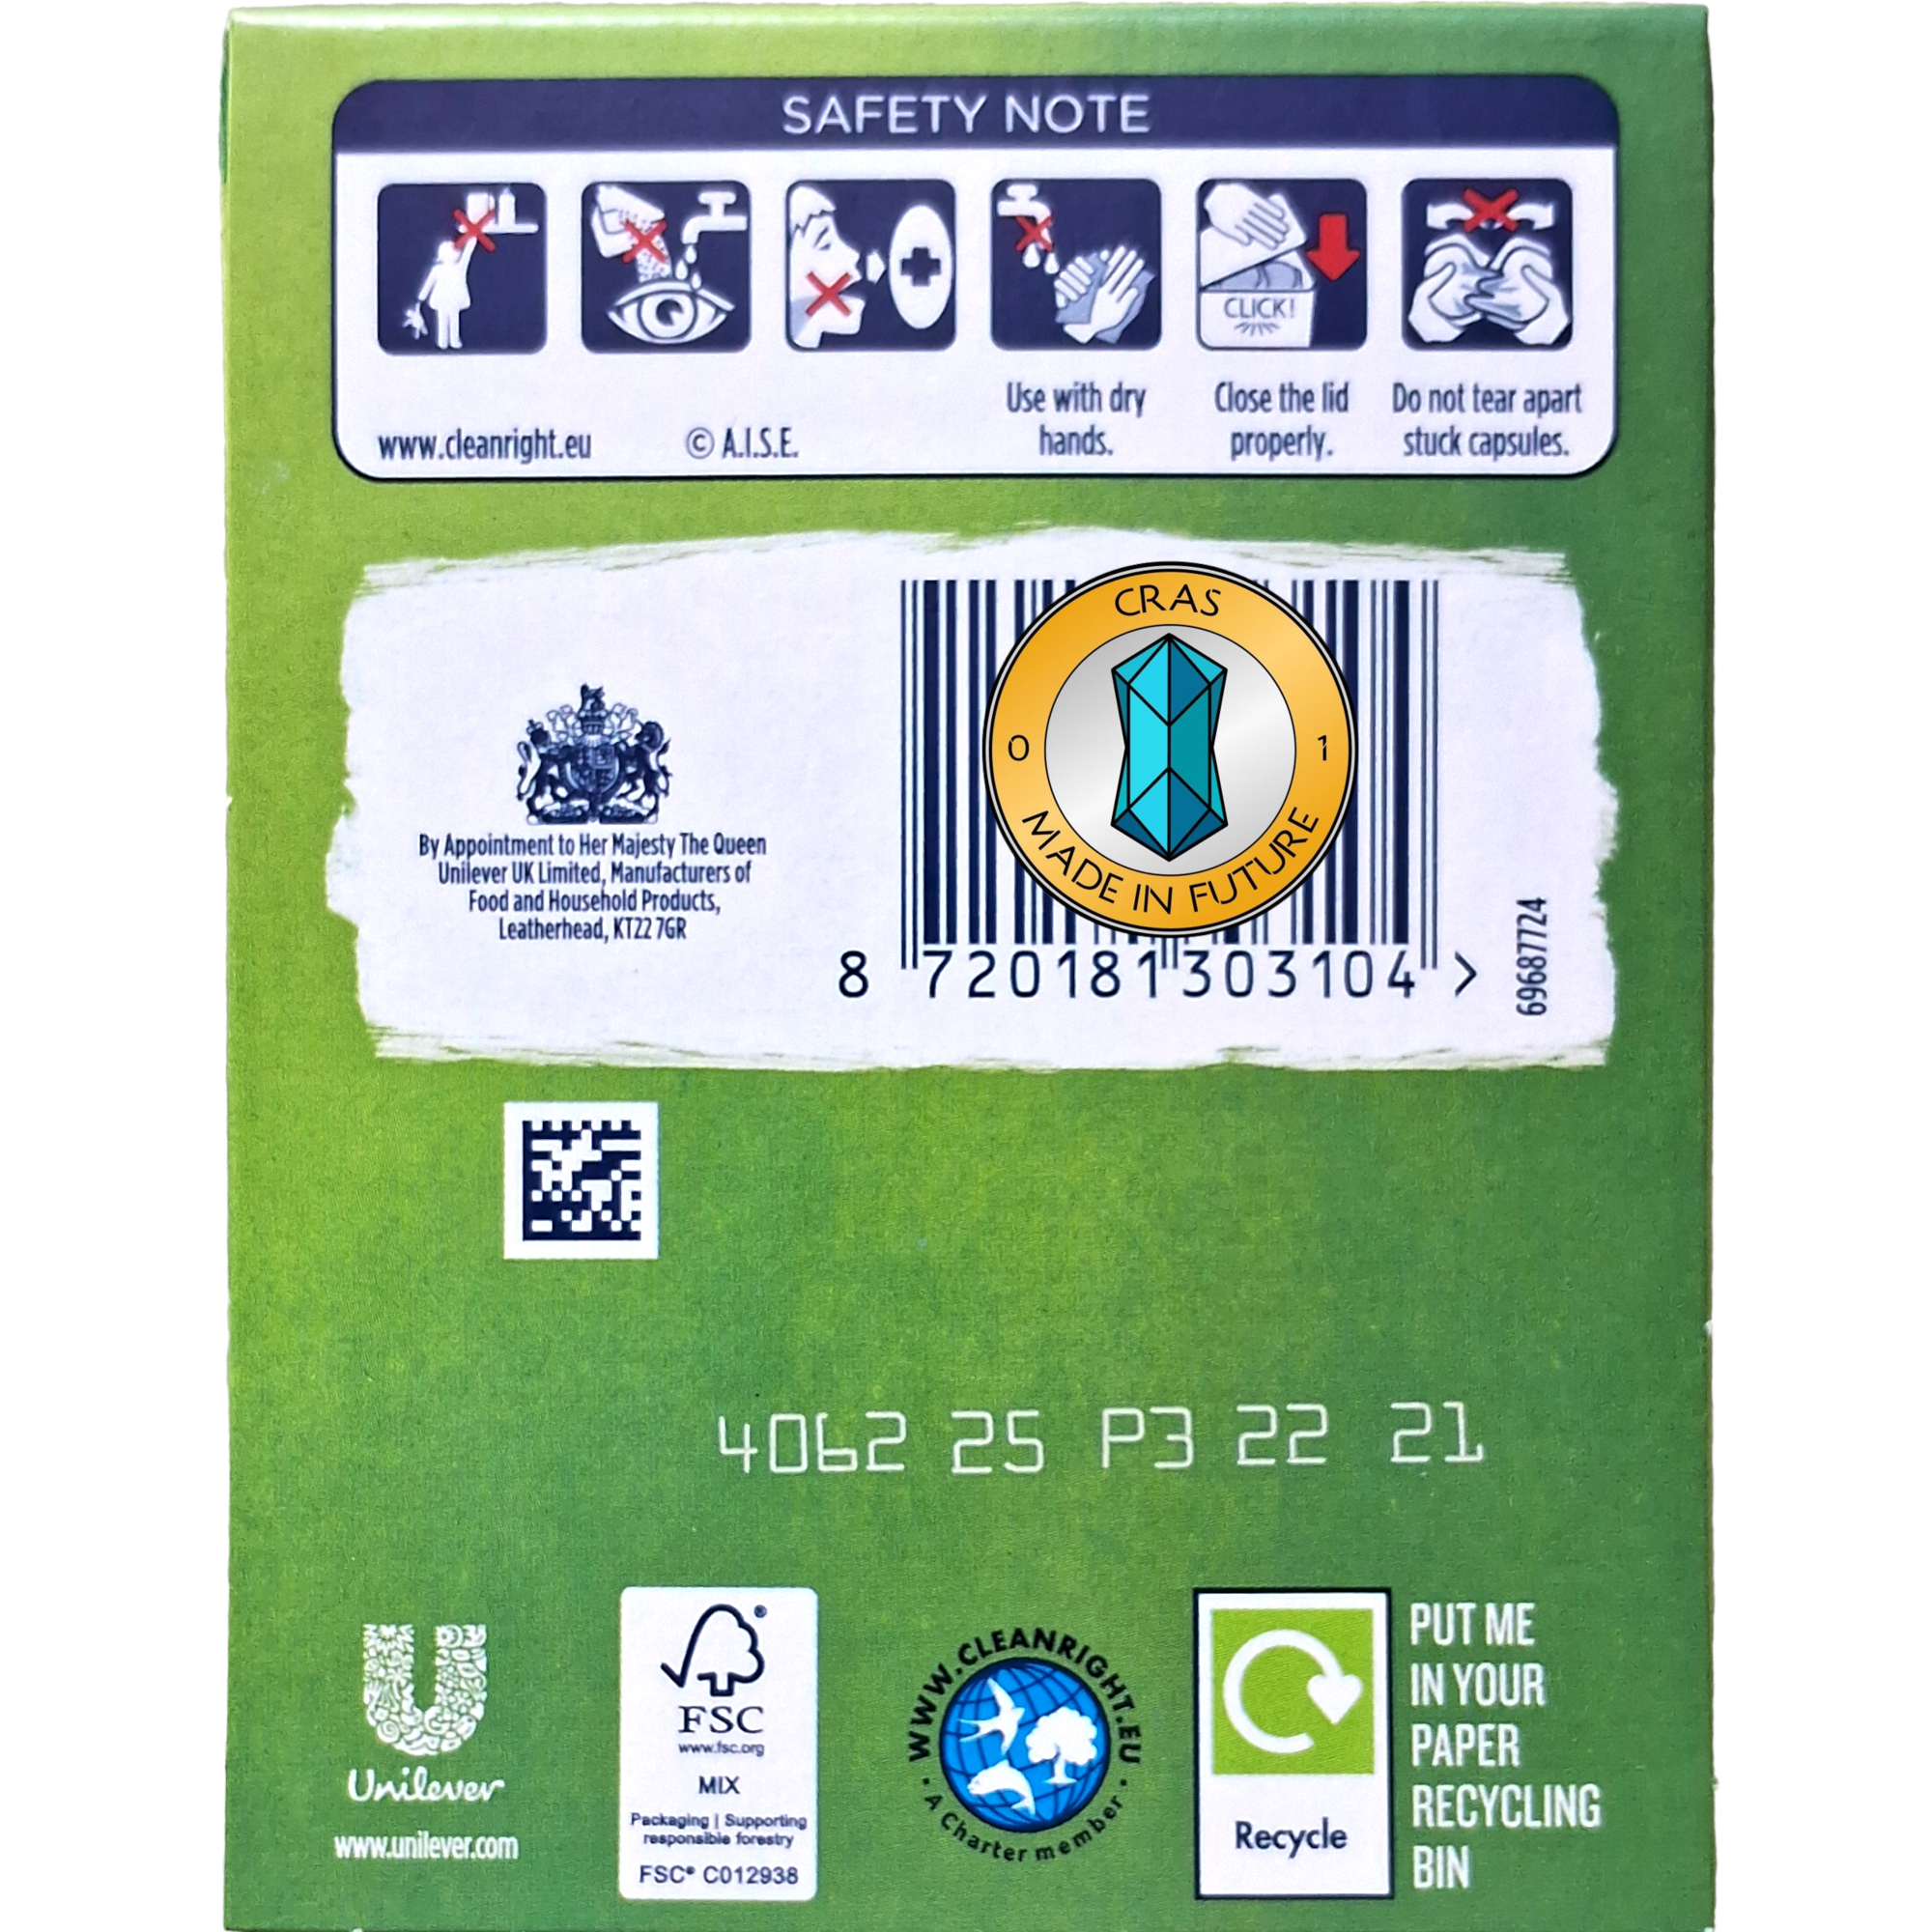 SAFETY NOTE
CLICK!
Use with dry
hands.
Close the lid
properly.
Do not tear apart
stuck capsules.
www.cleanright.eu
© A.I.S.E.
By Appointment to Her Majesty The Queen
Unilever UK Limited, Manufacturers of
Food and Household Products,
Leatherhead, KT22 7GR
CRAS
0 1
MADE IN FUTURE
8 720181 303104 >
69687724
4062 25 P3 22 21
Unilever
www.unilever.com
FSC®
www.fsc.org
MIX
Packaging | Supporting
responsible forestry
FSC® C012938
WWW.CLEANRIGHT.EU
· A Charter member ·
Recycle
PUT ME
IN YOUR
PAPER
RECYCLING
BIN